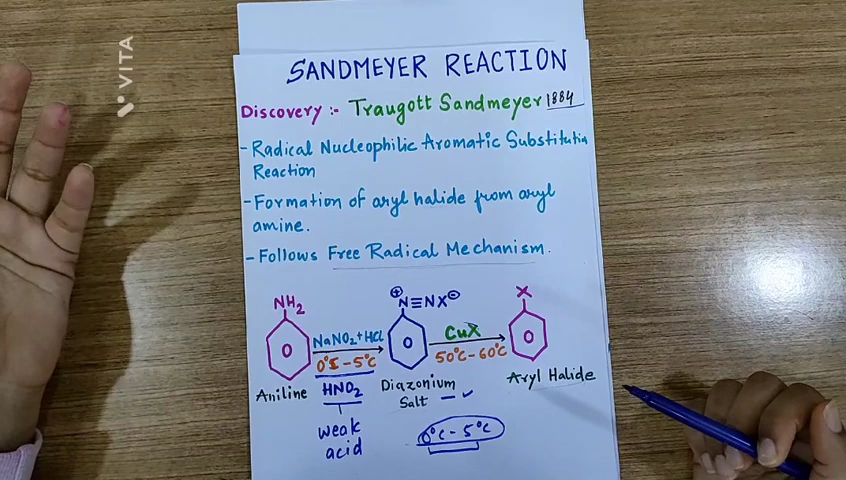 VITA
SANDMEYER REACTION
Discovery :- Traugott Sandmeyer 1884
- Radical Nucleophilic Aromatic Substitutin
Reaction
- Formation of aryl halide from aryl
amine.
- Follows Free Radical Mechanism.
NH₂
⊕
N≡NX⊖
X
NaNO₂+HCl
CuX
0°C-5°C
50°C-60°C
Aniline
HNO₂
Diazonium
Salt
Aryl Halide
weak
acid
0°C-5°C